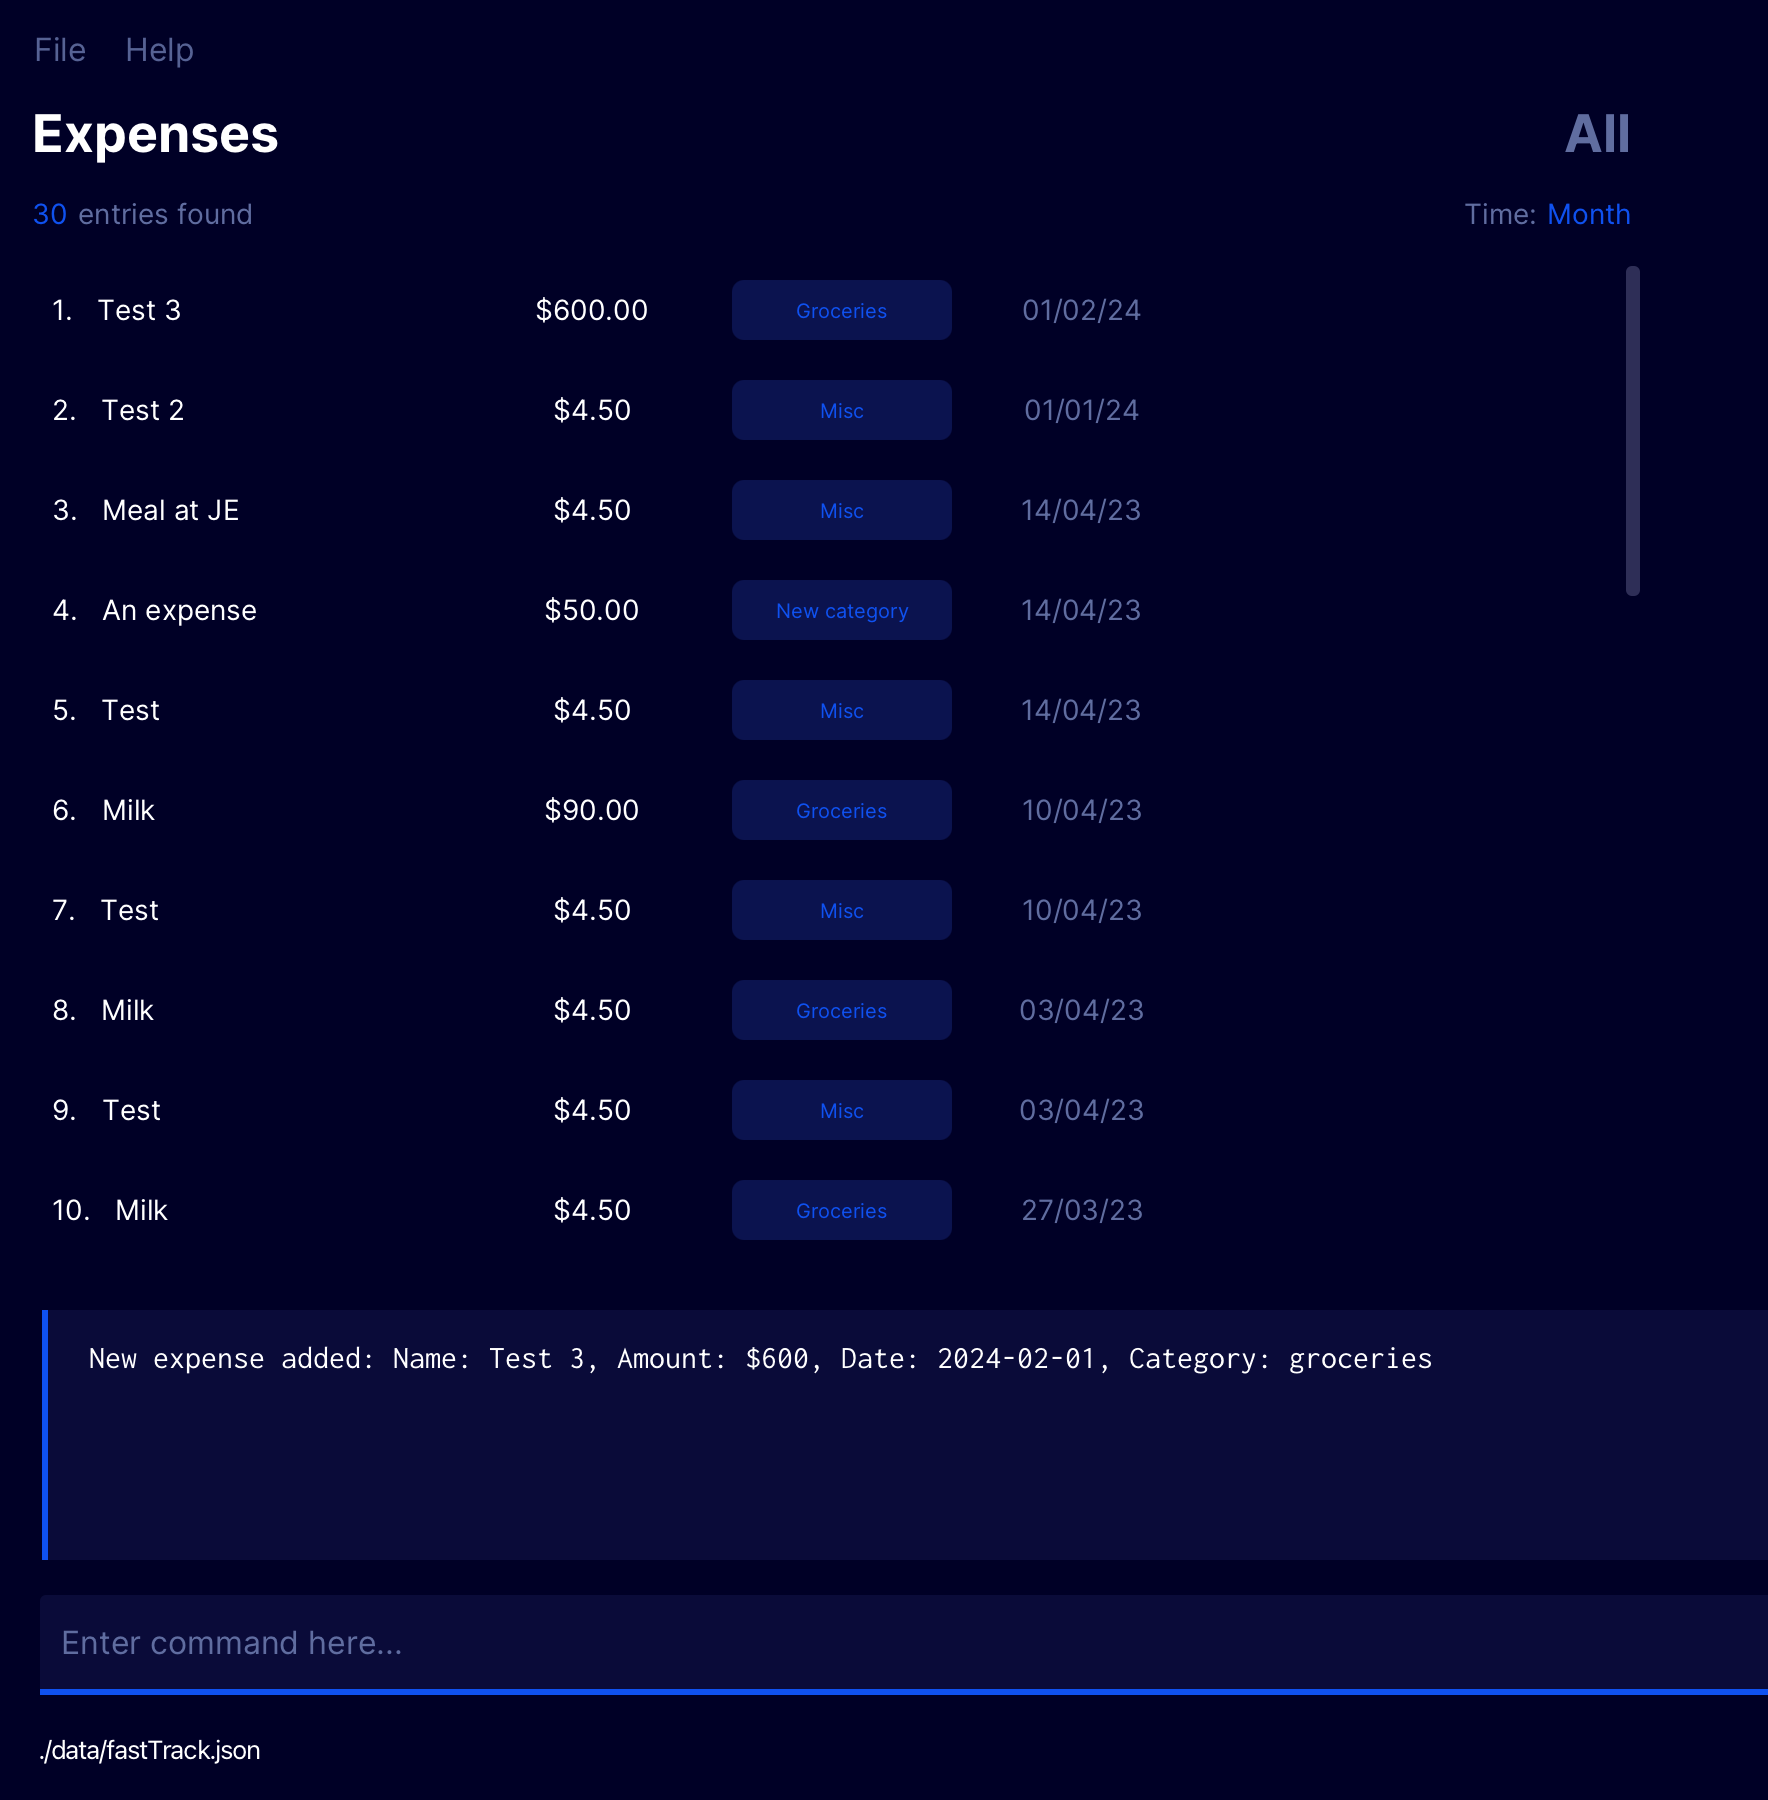 File Help
Expenses All
30 entries found Time: Month
1. Test 3 $600.00 Groceries 01/02/24
2. Test 2 $4.50 Misc 01/01/24
3. Meal at JE $4.50 Misc 14/04/23
4. An expense $50.00 New category 14/04/23
5. Test $4.50 Misc 14/04/23
6. Milk $90.00 Groceries 10/04/23
7. Test $4.50 Misc 10/04/23
8. Milk $4.50 Groceries 03/04/23
9. Test $4.50 Misc 03/04/23
10. Milk $4.50 Groceries 27/03/23
New expense added: Name: Test 3, Amount: $600, Date: 2024-02-01, Category: groceries
Enter command here...
./data/fastTrack.json